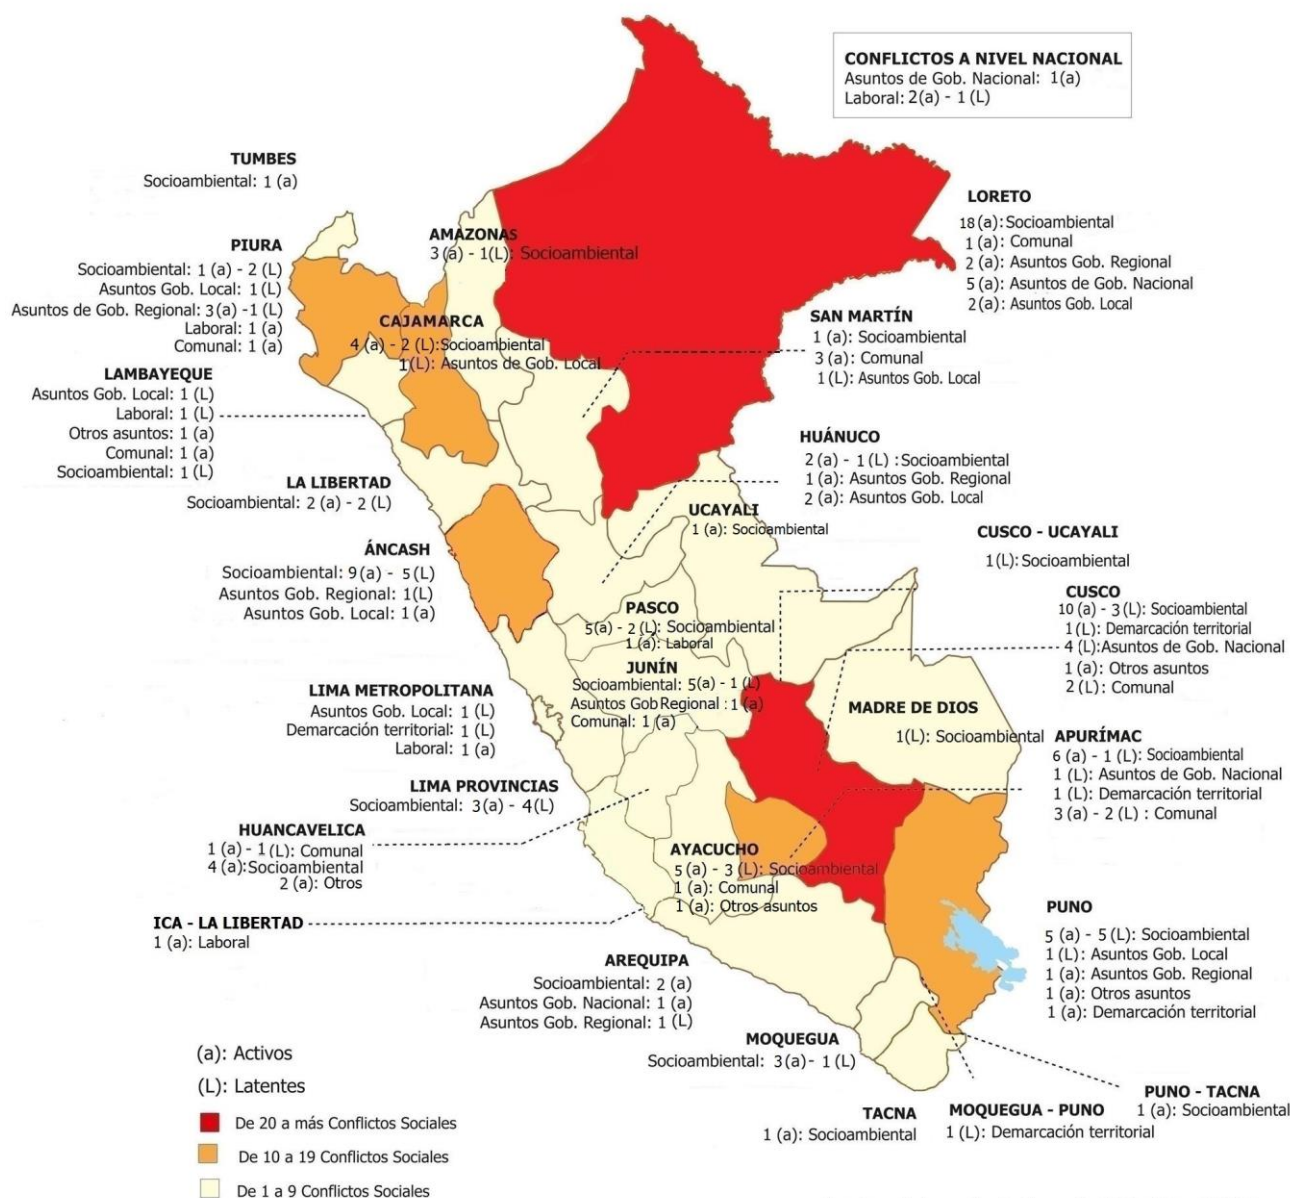 CONFLICTOS A NIVEL NACIONAL
Asuntos de Gob. Nacional: 1(a)
Laboral: 2(a) - 1 (L)
TUMBES
Socioambiental: 1 (a)
PIURA
Socioambiental: 1 (a) - 2 (L)
Asuntos Gob. Local: 1 (L)
Asuntos de Gob. Regional: 3(a) -1 (L)
Laboral: 1 (a)
Comunal: 1 (a)
AMAZONAS
3 (a) - 1(L): Socioambiental
LORETO
18(a): Socioambiental
1 (a): Comunal
2 (a): Asuntos Gob. Regional
5 (a): Asuntos de Gob. Nacional
2(a): Asuntos Gob. Local
CAJAMARCA
4 (a) - 2 (L):Socioambiental
1(L): Asuntos de Gob. Local
SAN MARTÍN
1 (a): Socioambiental
3 (a): Comunal
1 (L): Asuntos Gob. Local
LAMBAYEQUE
Asuntos Gob. Local: 1 (L)
Laboral: 1 (L)
Otros asuntos: 1 (a)
Comunal: 1 (a)
Socioambiental: 1 (L)
HUÁNUCO
2 (a) - 1 (L) : Socioambiental
1 (a): Asuntos Gob. Regional
2 (a): Asuntos Gob. Local
LA LIBERTAD
Socioambiental: 2 (a) - 2 (L)
UCAYALI
1 (a): Socioambiental
CUSCO - UCAYALI
1(L): Socioambiental
ÁNCASH
Socioambiental: 9(a) - 5(L)
Asuntos Gob. Regional: 1(L)
Asuntos Gob. Local: 1 (a)
CUSCO
10 (a) - 3 (L): Socioambiental
1(L): Demarcación territorial
4 (L):Asuntos de Gob. Nacional
1(a): Otros asuntos
2 (L): Comunal
PASCO
5(a) - 2 (L): Socioambiental
1(a): Laboral
JUNÍN
Socioambiental: 5(a) - 1 (L)
Asuntos Gob Regional : 1 (a)
Comunal: 1 (a)
LIMA METROPOLITANA
Asuntos Gob. Local: 1 (L)
Demarcación territorial: 1 (L)
Laboral: 1 (a)
MADRE DE DIOS
1(L): Socioambiental
APURÍMAC
6 (a) - 1 (L): Socioambiental
1 (L): Asuntos de Gob. Nacional
1 (L): Demarcación territorial
3 (a) - 2 (L) : Comunal
LIMA PROVINCIAS
Socioambiental: 3(a) - 4(L)
HUANCAVELICA
1 (a) - 1(L): Comunal
4(a):Socioambiental
2 (a): Otros
AYACUCHO
5 (a) - 3 (L): Socioambiental
1 (a): Comunal
1 (a): Otros asuntos
ICA - LA LIBERTAD
1 (a): Laboral
PUNO
5 (a) - 5 (L): Socioambiental
1 (L): Asuntos Gob. Local
1 (a): Asuntos Gob. Regional
1 (a): Otros asuntos
1 (a): Demarcación territorial
AREQUIPA
Socioambiental: 2 (a)
Asuntos Gob. Nacional: 1 (a)
Asuntos Gob. Regional: 1 (L)
MOQUEGUA
Socioambiental: 3(a)- 1 (L)
PUNO - TACNA
1 (a): Socioambiental
TACNA
1 (a): Socioambiental
MOQUEGUA - PUNO
1 (L): Demarcación territorial
(a): Activos
(L): Latentes
De 20 a más Conflictos Sociales
De 10 a 19 Conflictos Sociales
De 1 a 9 Conflictos Sociales